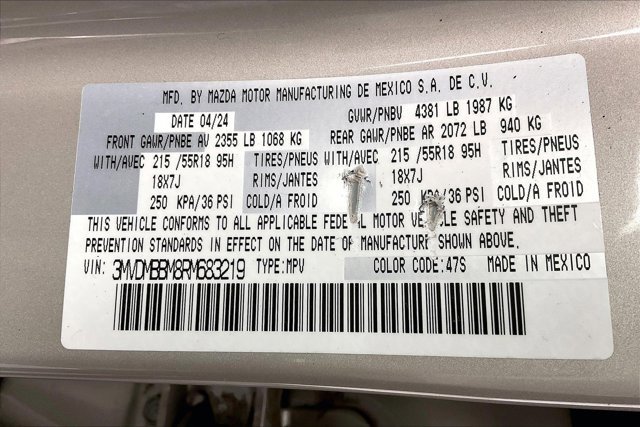 MFD. BY MAZDA MOTOR MANUFACTURING DE MEXICO S.A. DE C.V.
DATE 04/24 GVWR/PNBV 4381 LB 1987 KG
FRONT GAWR/PNBE AV 2355 LB 1068 KG REAR GAWR/PNBE AR 2072 LB 940 KG
WITH/AVEC 215 /55R18 95H TIRES/PNEUS WITH/AVEC 215 /55R18 95H TIRES/PNEUS
18X7J RIMS/JANTES 18X7J RIMS/JANTES
250 KPA/36 PSI COLD/A FROID 250 KPA/36 PSI COLD/A FROID
THIS VEHICLE CONFORMS TO ALL APPLICABLE FEDERAL MOTOR VEHICLE SAFETY AND THEFT
PREVENTION STANDARDS IN EFFECT ON THE DATE OF MANUFACTURE SHOWN ABOVE.
VIN: 3MVDMBBM8RM683219 TYPE:MPV COLOR CODE:47S MADE IN MEXICO